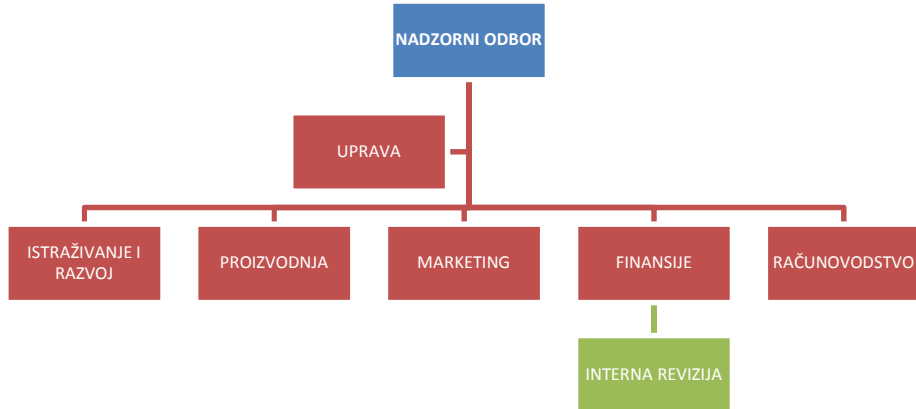 NADZORNI ODBOR
UPRAVA
ISTRAŽIVANJE I
RAZVOJ
PROIZVODNJA
MARKETING
FINANSIJE
RAČUNOVODSTVO
INTERNA REVIZIJA